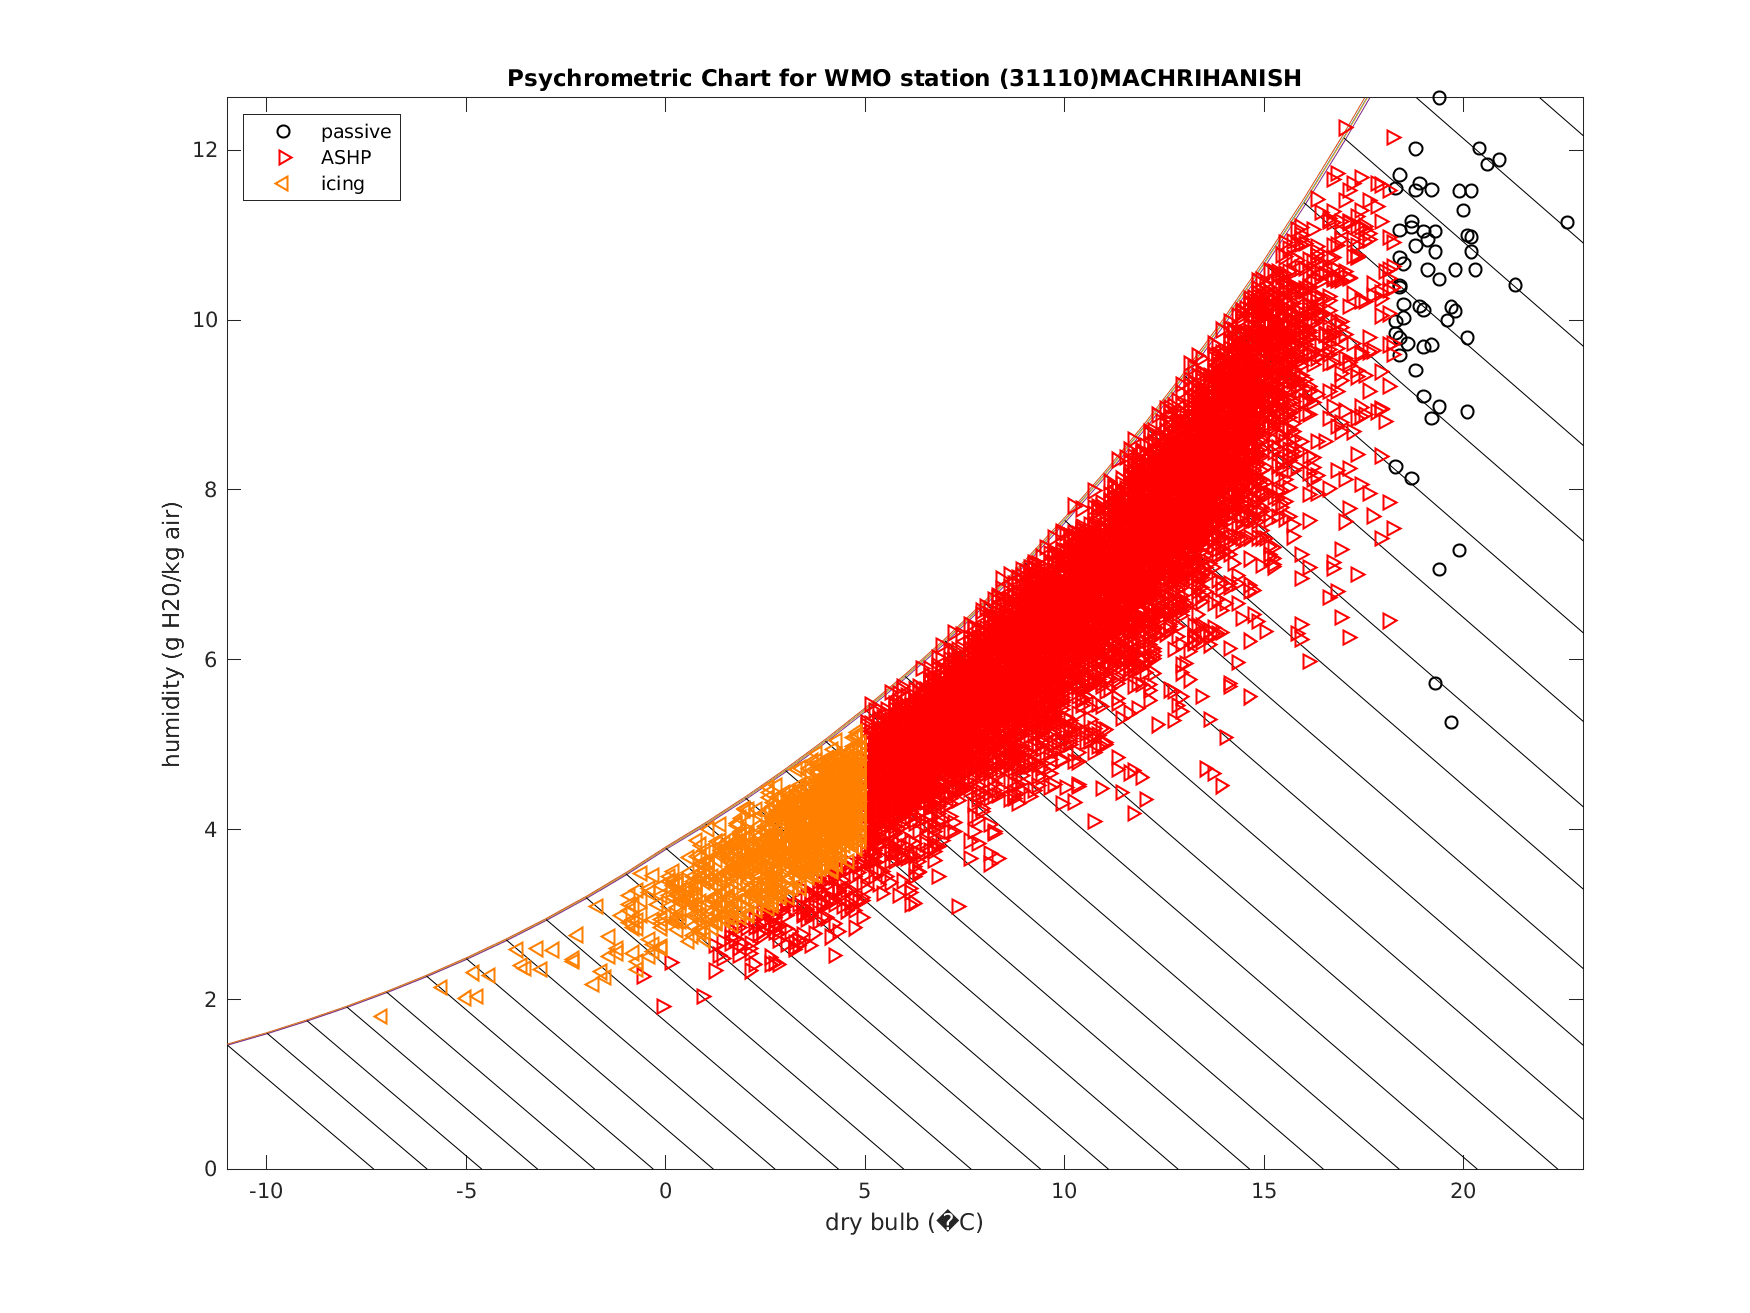 Psychrometric Chart for WMO station (31110)MACHRIHANISH
passive
ASHP
icing
humidity (g H20/kg air)
12
10
8
6
4
2
0
-10 -5 0 5 10 15 20
dry bulb (�C)